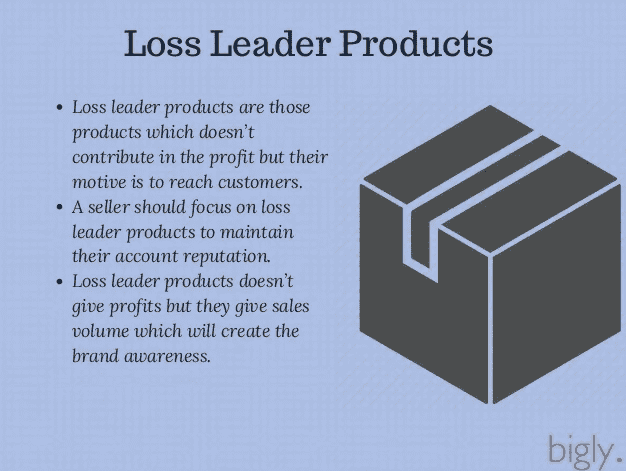 Loss Leader Products
• Loss leader products are those
products which doesn't
contribute in the profit but their
motive is to reach customers.
• A seller should focus on loss
leader products to maintain
their account reputation.
• Loss leader products doesn't
give profits but they give sales
volume which will create the
brand awareness.
bigly.